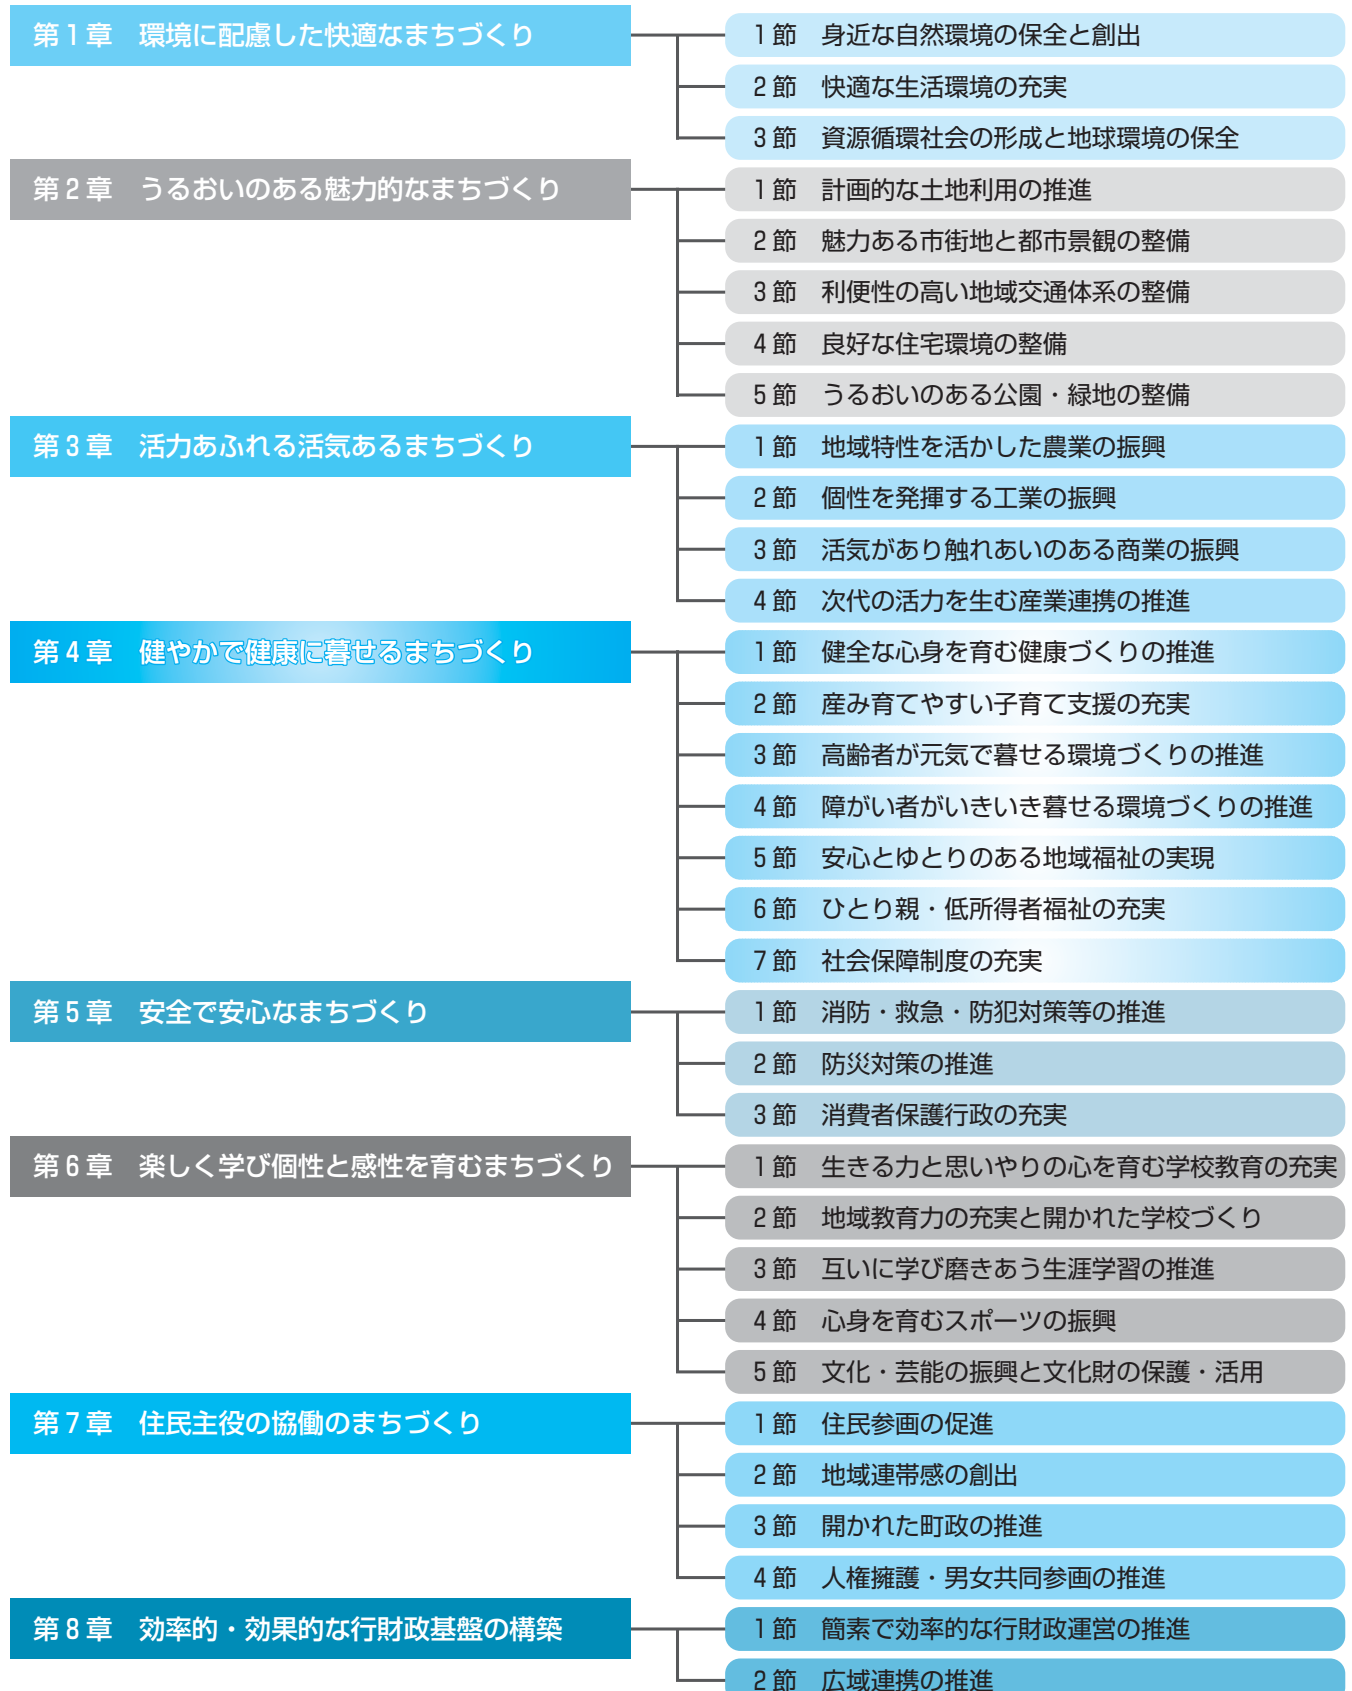 第1章 環境に配慮した快適なまちづくり
1節 身近な自然環境の保全と創出
2節 快適な生活環境の充実
3節 資源循環社会の形成と地球環境の保全
第2章 うるおいのある魅力的なまちづくり
1節 計画的な土地利用の推進
2節 魅力ある市街地と都市景観の整備
3節 利便性の高い地域交通体系の整備
4節 良好な住宅環境の整備
5節 うるおいのある公園・緑地の整備
第3章 活力あふれる活気あるまちづくり
1節 地域特性を活かした農業の振興
2節 個性を発揮する工業の振興
3節 活気があり触れあいのある商業の振興
4節 次代の活力を生む産業連携の推進
第4章 健やかで健康に暮せるまちづくり
1節 健全な心身を育む健康づくりの推進
2節 産み育てやすい子育て支援の充実
3節 高齢者が元気で暮せる環境づくりの推進
4節 障がい者がいきいき暮せる環境づくりの推進
5節 安心とゆとりのある地域福祉の実現
6節 ひとり親・低所得者福祉の充実
7節 社会保障制度の充実
第5章 安全で安心なまちづくり
1節 消防・救急・防犯対策等の推進
2節 防災対策の推進
3節 消費者保護行政の充実
第6章 楽しく学び個性と感性を育むまちづくり
1節 生きる力と思いやりの心を育む学校教育の充実
2節 地域教育力の充実と開かれた学校づくり
3節 互いに学び磨きあう生涯学習の推進
4節 心身を育むスポーツの振興
5節 文化・芸能の振興と文化財の保護・活用
第7章 住民主役の協働のまちづくり
1節 住民参画の促進
2節 地域連帯感の創出
3節 開かれた町政の推進
4節 人権擁護・男女共同参画の推進
第8章 効率的・効果的な行財政基盤の構築
1節 簡素で効率的な行財政運営の推進
2節 広域連携の推進